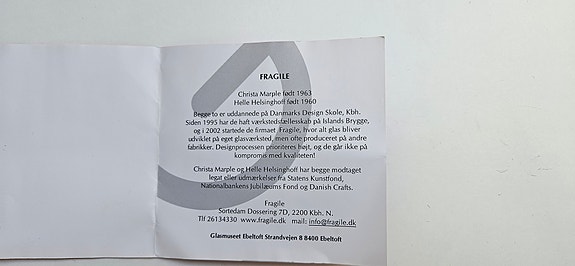 FRAGILE
Christa Marple født 1963
Helle Helsinghoff født 1960
Begge to er uddannede på Danmarks Design Skole, Kbh.
Siden 1995 har de haft værkstedsfællesskab på Islands Brygge,
og i 2002 startede de firmaet Fragile, hvor alt glas bliver
udviklet på eget glasværksted, men ofte produceret på andre
fabrikker. Designprocessen prioriteres højt, og de går ikke på
kompromis med kvaliteten!
Christa Marple og Helle Helsinghoff har begge modtaget
legat eller udmærkelser fra Statens Kunstfond,
Nationalbankens Jubilæums Fond og Danish Crafts.
Fragile
Sortedam Dossering 7D, 2200 Kbh. N.
Tlf 26134330 www.fragile.dk mail: info@fragile.dk
Glasmuseet Ebeltoft Strandvejen 8 8400 Ebeltoft